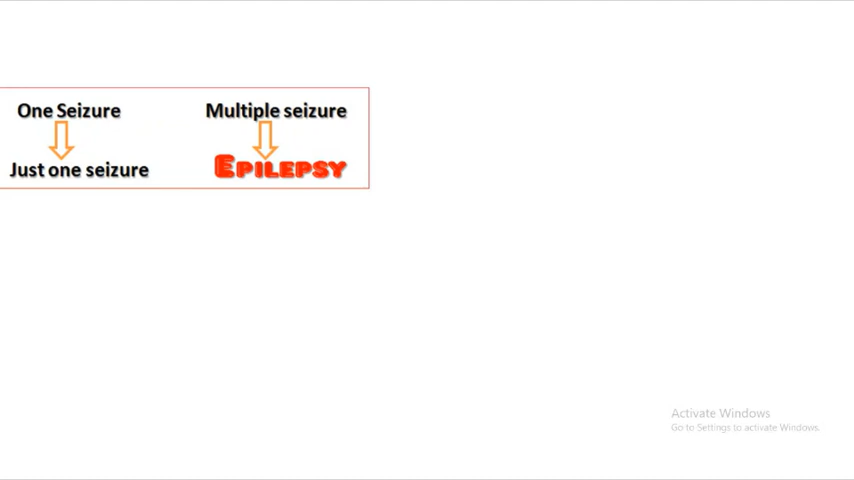 One Seizure
Multiple seizure
Just one seizure
EPILEPSY
Activate Windows
Go to Settings to activate Windows.